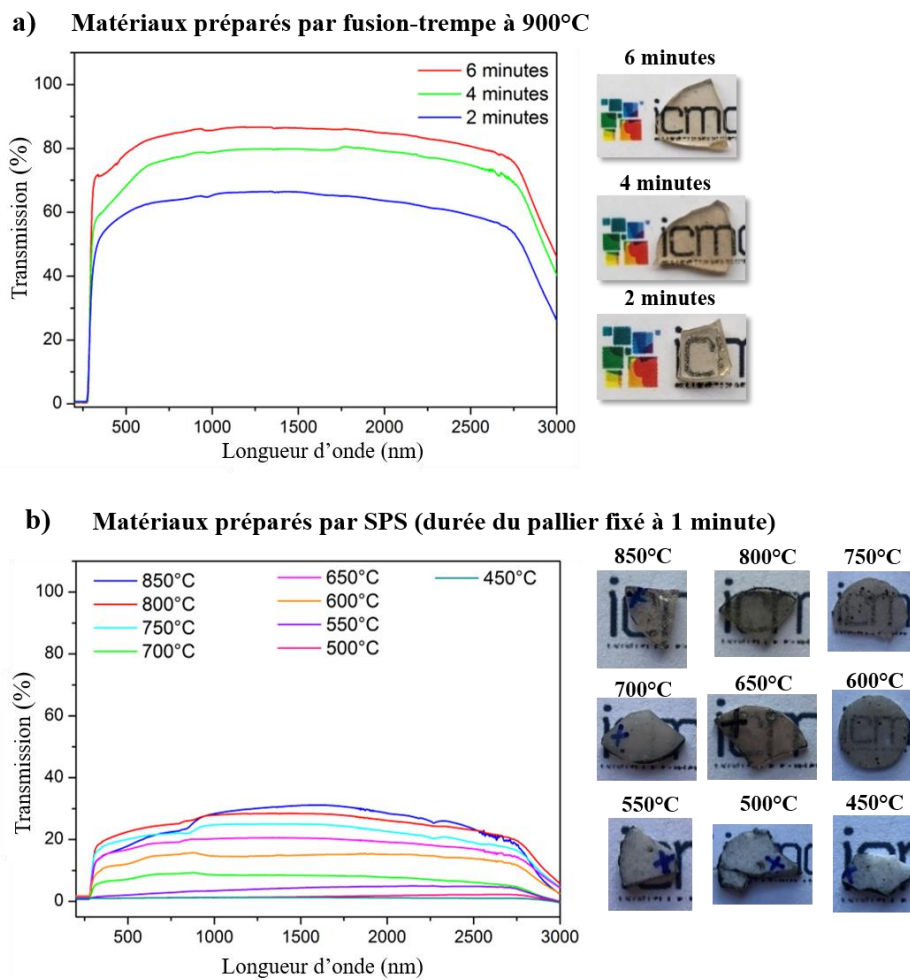 a) Matériaux préparés par fusion-trempe à 900°C
Transmission (%)
100
80
60
40
20
0
6 minutes
4 minutes
2 minutes
500 1000 1500 2000 2500 3000
Longueur d’onde (nm)
6 minutes
icmc
4 minutes
icmc
2 minutes
icm
b) Matériaux préparés par SPS (durée du pallier fixé à 1 minute)
Transmission (%)
100
80
60
40
20
0
850°C 650°C 450°C
800°C 600°C
750°C 550°C
700°C 500°C
500 1000 1500 2000 2500 3000
Longueur d’onde (nm)
850°C 800°C 750°C
700°C 650°C 600°C
icm
550°C 500°C 450°C